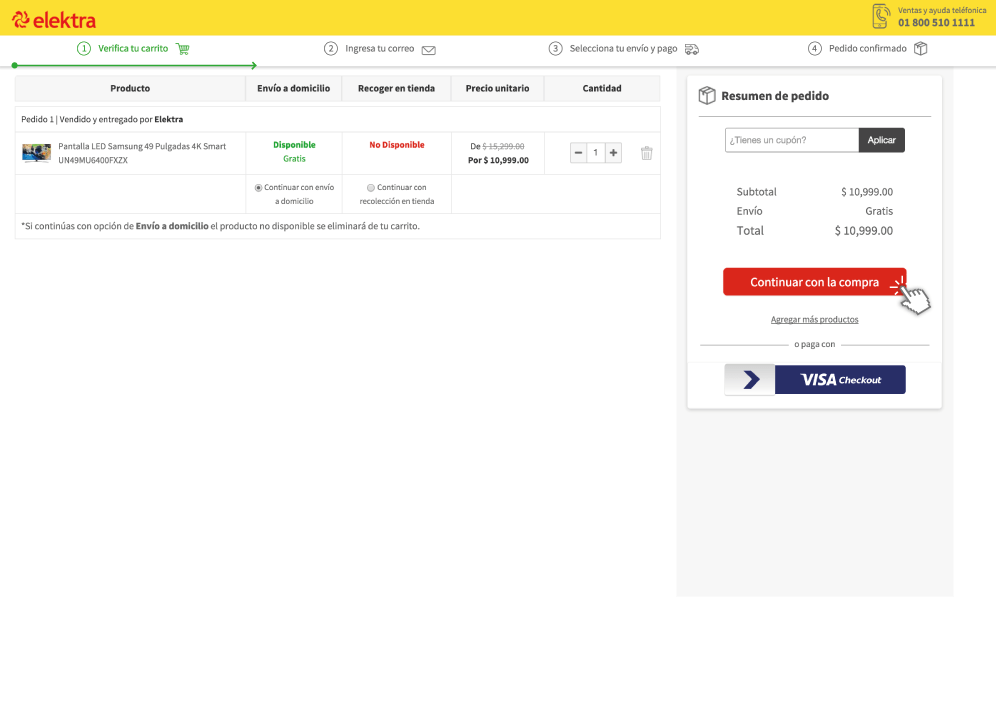 elektra
Ventas y ayuda teléfonica
01 800 510 1111
1 Verifica tu carrito
2 Ingresa tu correo
3 Selecciona tu envío y pago
4 Pedido confirmado
Producto
Envío a domicilio
Recoger en tienda
Precio unitario
Cantidad
Pedido 1 | Vendido y entregado por Elektra
Pantalla LED Samsung 49 Pulgadas 4K Smart
UN49MU6400FXZX
Disponible
Gratis
No Disponible
De $ 15,299.00
Por $ 10,999.00
− 1 +
Continuar con envío
a domicilio
Continuar con
recolección en tienda
*Si continúas con opción de Envío a domicilio el producto no disponible se eliminará de tu carrito.
Resumen de pedido
¿Tienes un cupón?
Aplicar
Subtotal $ 10,999.00
Envío Gratis
Total $ 10,999.00
Continuar con la compra
Agregar más productos
o paga con
VISA Checkout